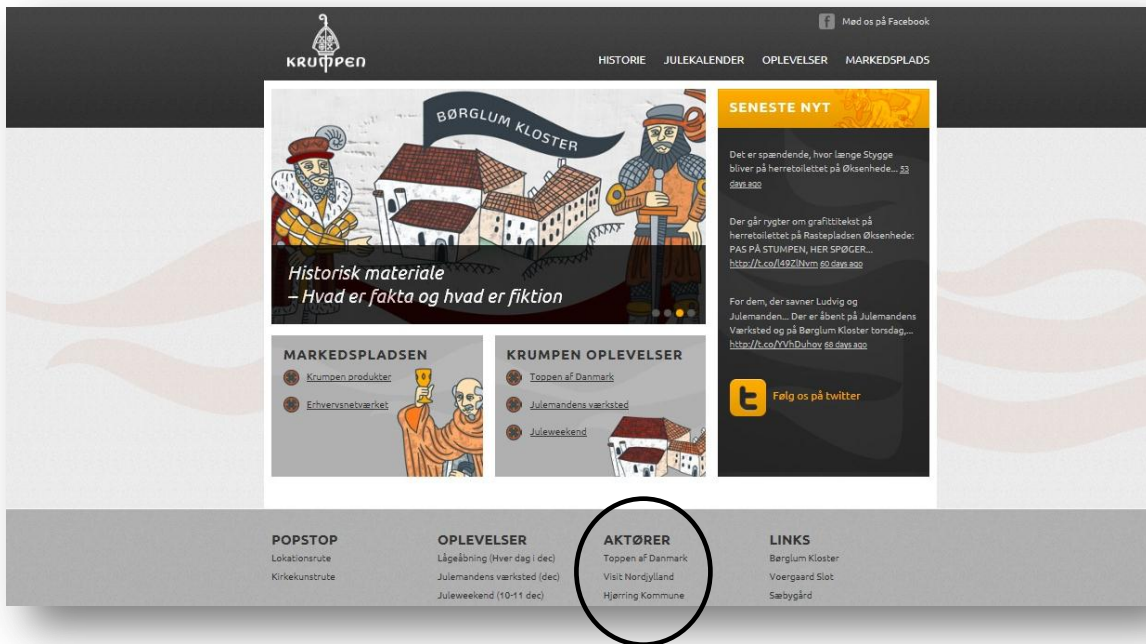 KRUMPEN
Mød os på Facebook
HISTORIE JULEKALENDER OPLEVELSER MARKEDSPLADS
BØRGLUM KLOSTER
Historisk materiale
– Hvad er fakta og hvad er fiktion
SENESTE NYT
Det er spændende, hvor længe Stygge
bliver på herretoilettet på Øksenhede... 53
days ago
Der går rygter om grafittitekst på
herretoilettet på Rastepladsen Øksenhede:
PAS PÅ STUMPEN, HER SPØGER...
http://t.co/l49ZlNvm 60 days ago
For dem, der savner Ludvig og
Julemanden... Der er åbent på Julemandens
Værksted og på Børglum Kloster torsdag,...
http://t.co/YVhDuhov 68 days ago
Følg os på twitter
MARKEDSPLADSEN
Krumpen produkter
Erhvervsnetværket
KRUMPEN OPLEVELSER
Toppen af Danmark
Julemandens værksted
Juleweekend
POPSTOP
Lokationsrute
Kirkekunstrute
OPLEVELSER
Lågeåbning (Hver dag i dec)
Julemandens værksted (dec)
Juleweekend (10-11 dec)
AKTØRER
Toppen af Danmark
Visit Nordjylland
Hjørring Kommune
LINKS
Børglum Kloster
Voergaard Slot
Sæbygård